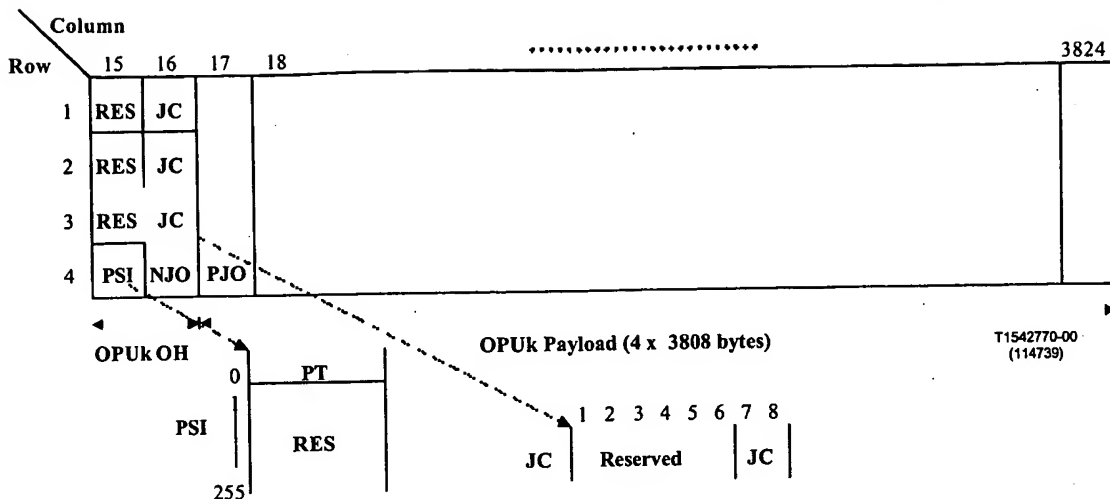 Column
Row 15 16 17 18 3824
1 RES JC
2 RES JC
3 RES JC
4 PSI NJO PJO
OPUk OH OPUk Payload (4 x 3808 bytes) T1542770-00
(114739)
0 PT
PSI RES
255
1 2 3 4 5 6 7 8
JC Reserved JC